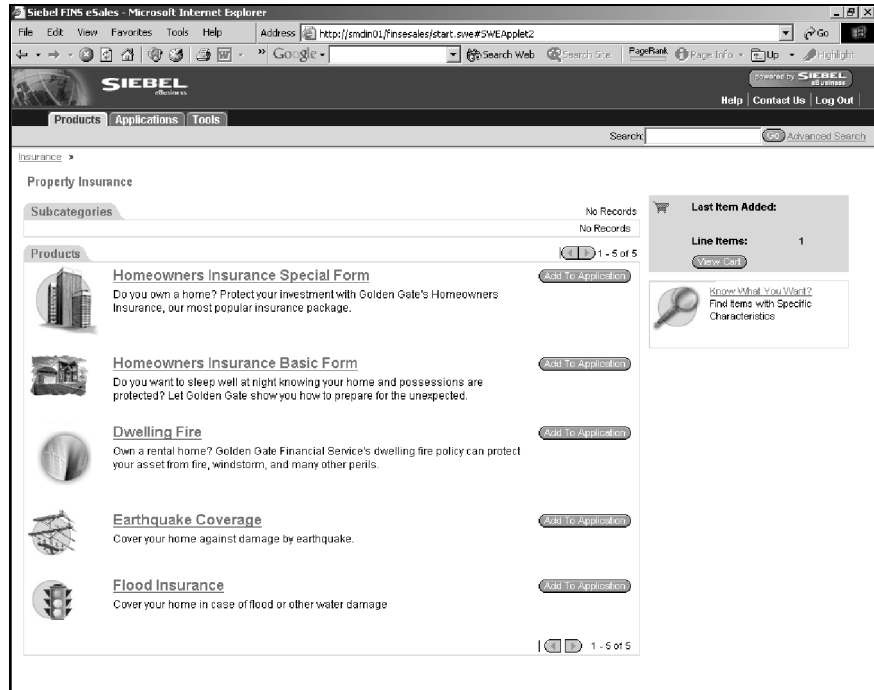 Siebel FINS eSales - Microsoft Internet Explorer
File Edit View Favorites Tools Help Address http://smdin01/finsesales/start.swe#SWEApplet2 Go
» Google Search Web Search Site PageRank Page Info Up Highlight
SIEBEL
eBusiness
powered by SIEBEL
eBusiness
Help Contact Us Log Out
Products Applications Tools
Search: Go Advanced Search
Insurance >
Property Insurance
Subcategories No Records
No Records
Products 1 - 5 of 5
Homeowners Insurance Special Form Add To Application
Do you own a home? Protect your investment with Golden Gate's Homeowners
Insurance, our most popular insurance package.
Homeowners Insurance Basic Form Add To Application
Do you want to sleep well at night knowing your home and possessions are
protected? Let Golden Gate show you how to prepare for the unexpected.
Dwelling Fire Add To Application
Own a rental home? Golden Gate Financial Service's dwelling fire policy can protect
your asset from fire, windstorm, and many other perils.
Earthquake Coverage Add To Application
Cover your home against damage by earthquake.
Flood Insurance Add To Application
Cover your home in case of flood or other water damage
1 - 5 of 5
Last Item Added:
Line Items: 1
View Cart
Know What You Want?
Find Items with Specific
Characteristics